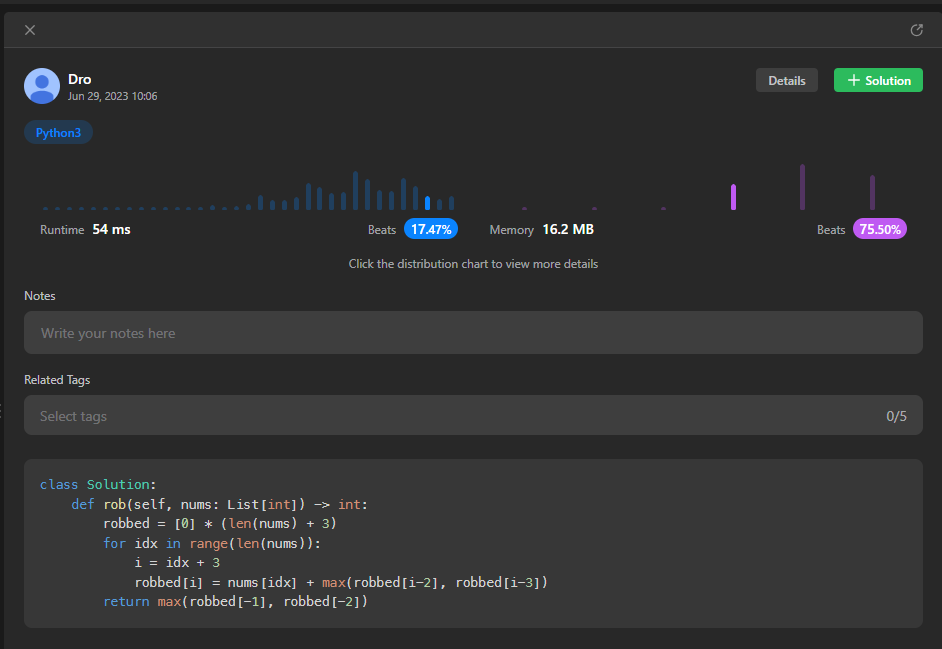 Dro
Jun 29, 2023 10:06
Details
Solution
Python3
Runtime 54 ms
Beats 17.47%
Memory 16.2 MB
Beats 75.50%
Click the distribution chart to view more details
Notes
Write your notes here
Related Tags
Select tags
0/5
class Solution:
    def rob(self, nums: List[int]) -> int:
        robbed = [0] * (len(nums) + 3)
        for idx in range(len(nums)):
            i = idx + 3
            robbed[i] = nums[idx] + max(robbed[i-2], robbed[i-3])
        return max(robbed[-1], robbed[-2])